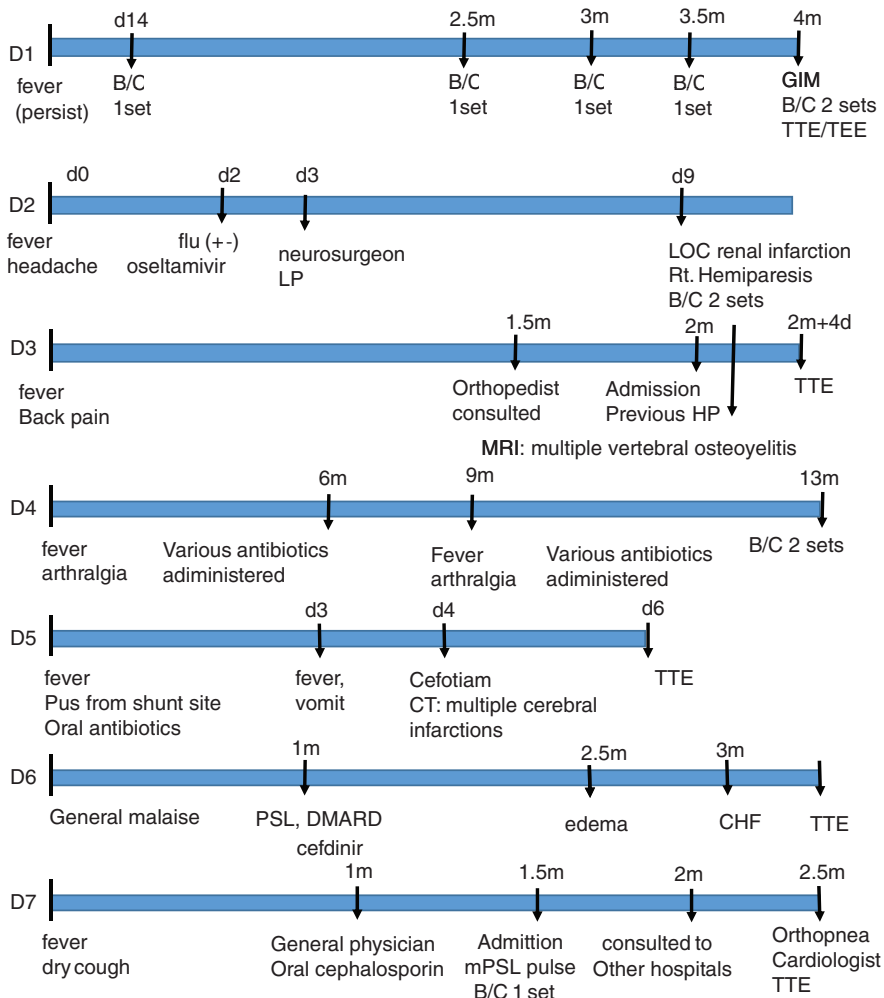 d14 2.5m 3m 3.5m 4m
D1
fever B/C B/C B/C B/C GIM
(persist) 1set 1set 1set 1set B/C 2 sets
TTE/TEE
d0 d2 d3 d9
D2
fever flu (+-) neurosurgeon LOC renal infarction
headache oseltamivir LP Rt. Hemiparesis
B/C 2 sets
1.5m 2m 2m+4d
D3
fever Orthopedist Admission TTE
Back pain consulted Previous HP
MRI: multiple vertebral osteoyelitis
6m 9m 13m
D4
fever Various antibiotics Fever Various antibiotics B/C 2 sets
arthralgia adiministered arthralgia adiministered
d3 d4 d6
D5
fever fever, Cefotiam TTE
Pus from shunt site vomit CT: multiple cerebral
Oral antibiotics infarctions
1m 2.5m 3m
D6
General malaise PSL, DMARD edema CHF TTE
cefdinir
1m 1.5m 2m 2.5m
D7
fever General physician Admittion consulted to Orthopnea
dry cough Oral cephalosporin mPSL pulse Other hospitals Cardiologist
B/C 1 set TTE